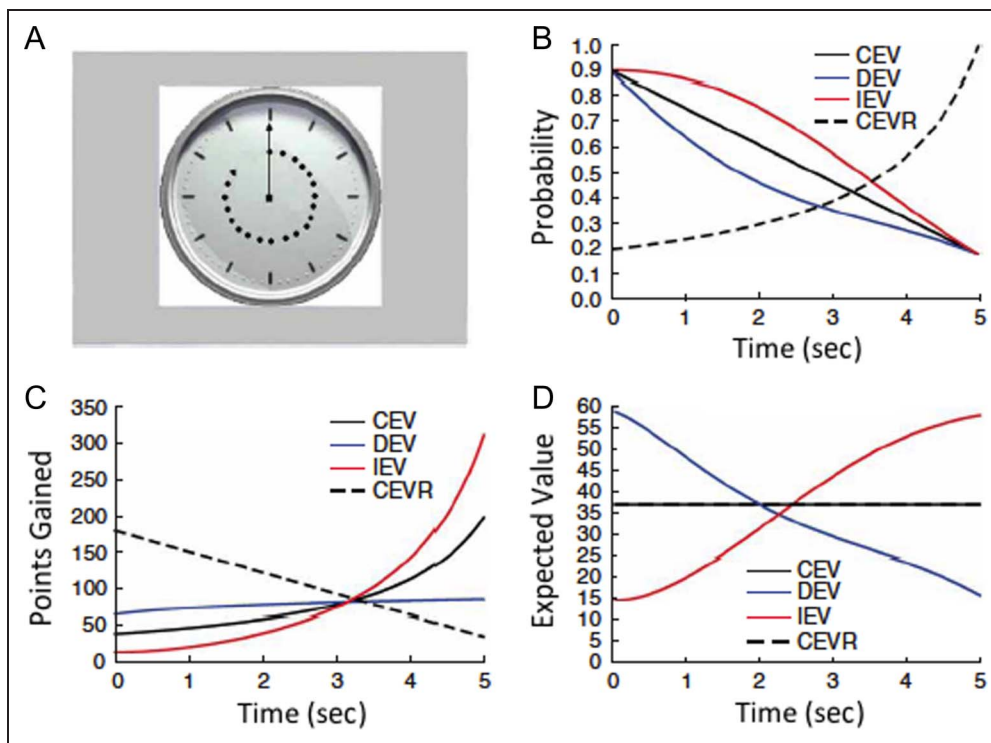 A
B
1.0
0.9
0.8
0.7
0.6
0.5
0.4
0.3
0.2
0.1
0.0
Probability
CEV
DEV
IEV
CEVR
0 1 2 3 4 5
Time (sec)
C
350
300
250
200
180
100
50
0
Points Gained
CEV
DEV
IEV
CEVR
0 1 2 3 4 5
Time (sec)
D
60
55
50
45
40
35
30
25
20
15
10
5
0
Expected Value
CEV
DEV
IEV
CEVR
0 1 2 3 4 5
Time (sec)